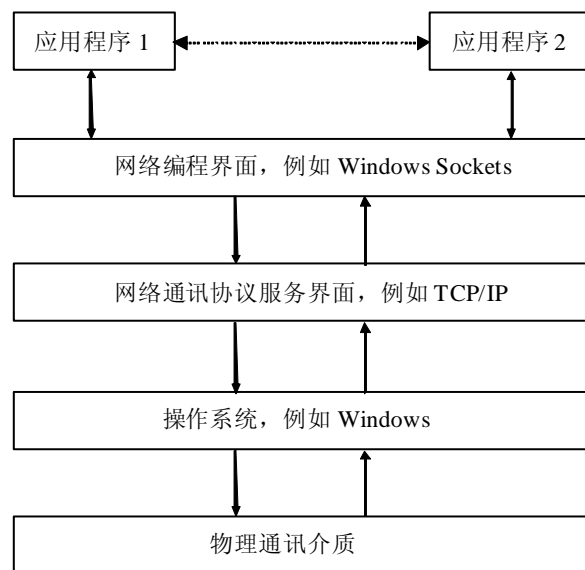 应用程序 1
应用程序 2
网络编程界面，例如 Windows Sockets
网络通讯协议服务界面，例如 TCP/IP
操作系统，例如 Windows
物理通讯介质